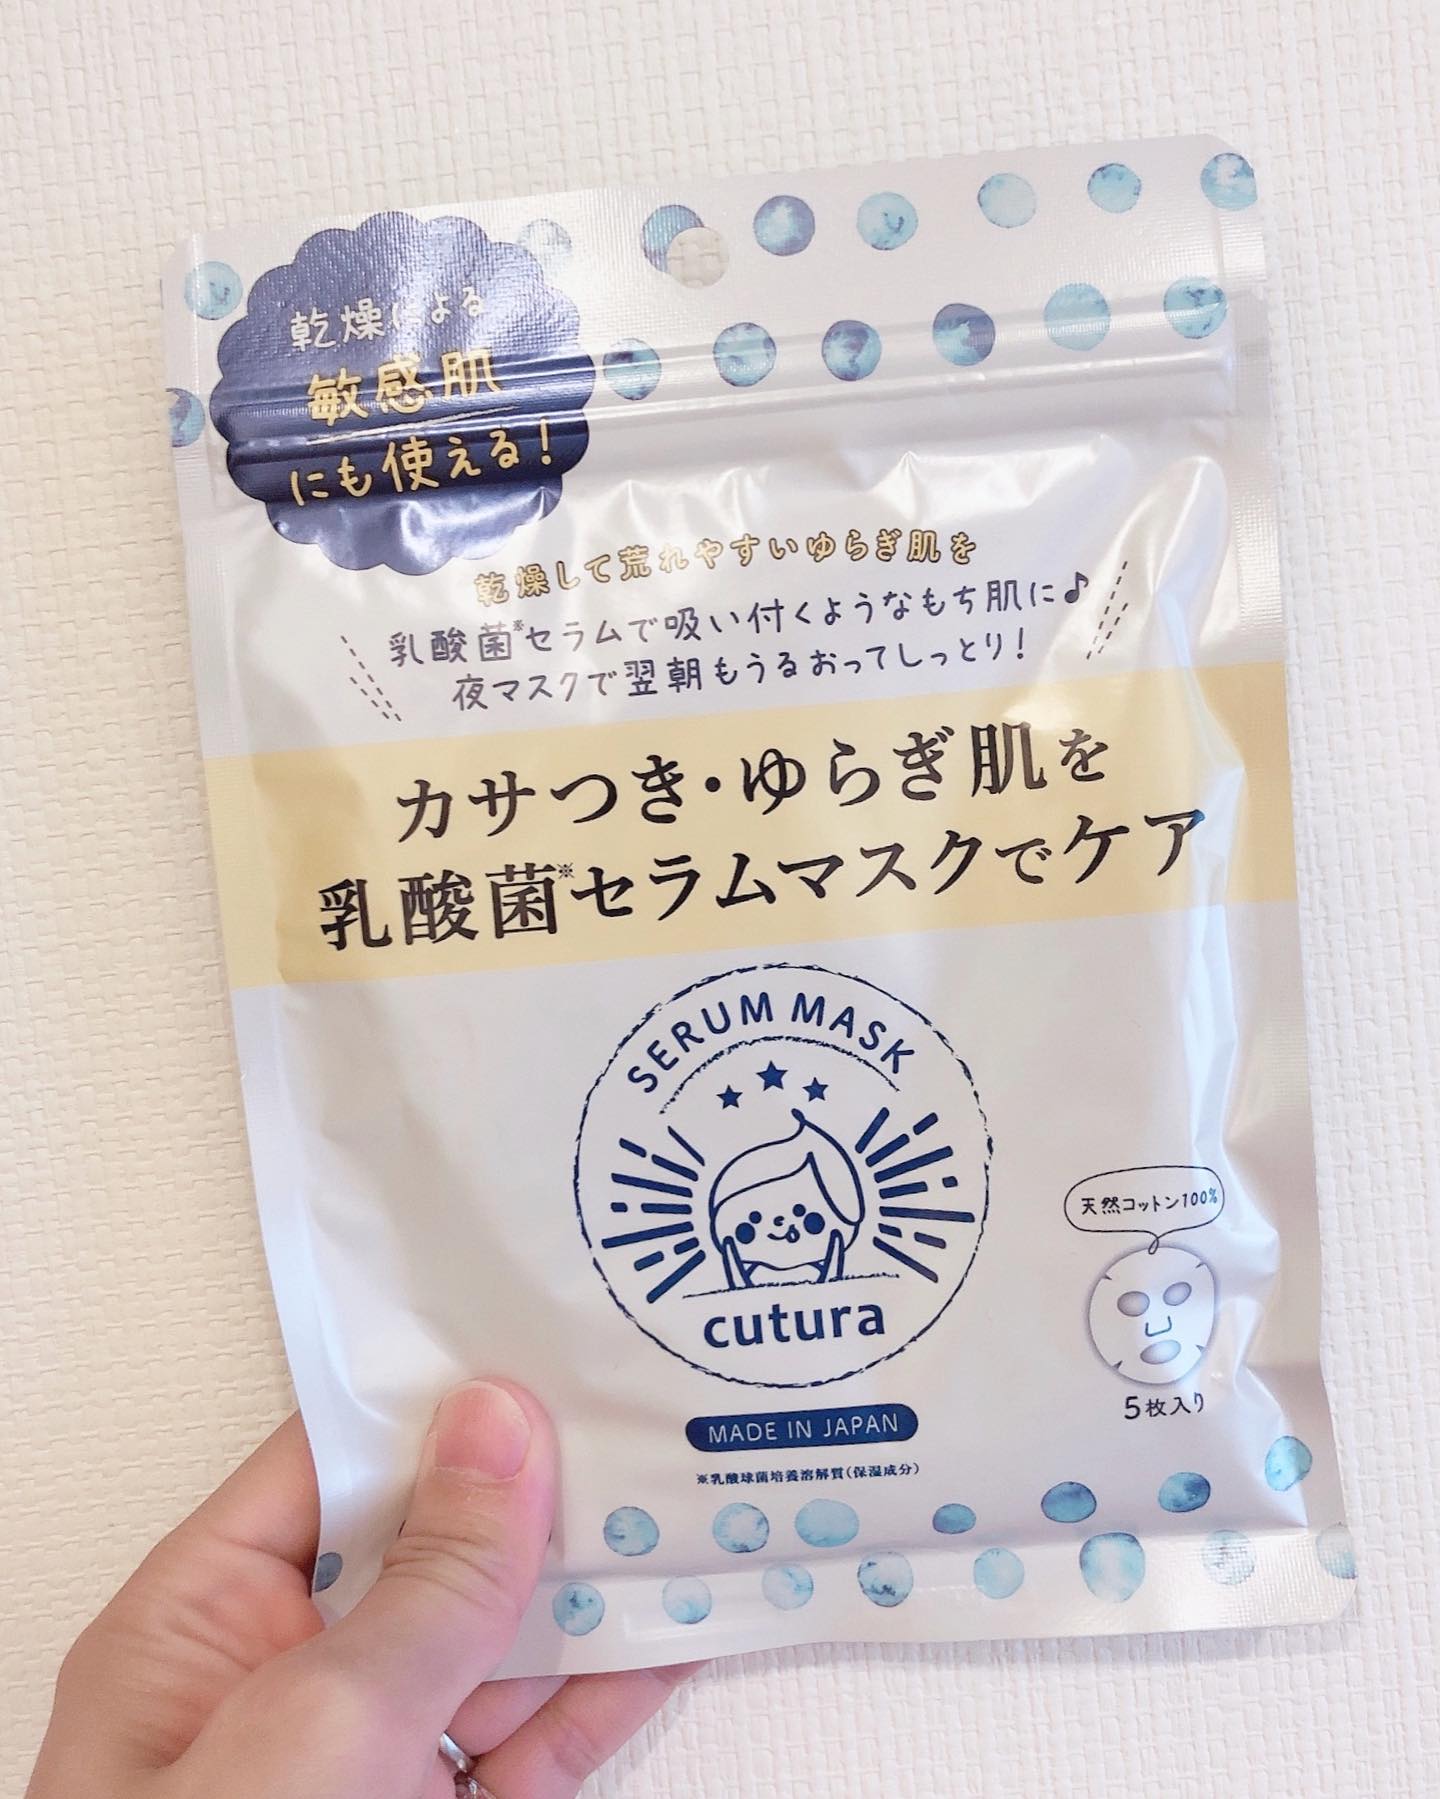 乾燥による
敏感肌
にも使える!
乾燥して荒れやすいゆらぎ肌を
乳酸菌※セラムで吸い付くようなもち肌に♪
夜マスクで翌朝もうるおってしっとり!
カサつき・ゆらぎ肌を
乳酸菌※セラムマスクでケア
SERUM MASK
cutura
天然コットン100%
5枚入り
MADE IN JAPAN
※乳酸球菌培養溶解質(保湿成分)